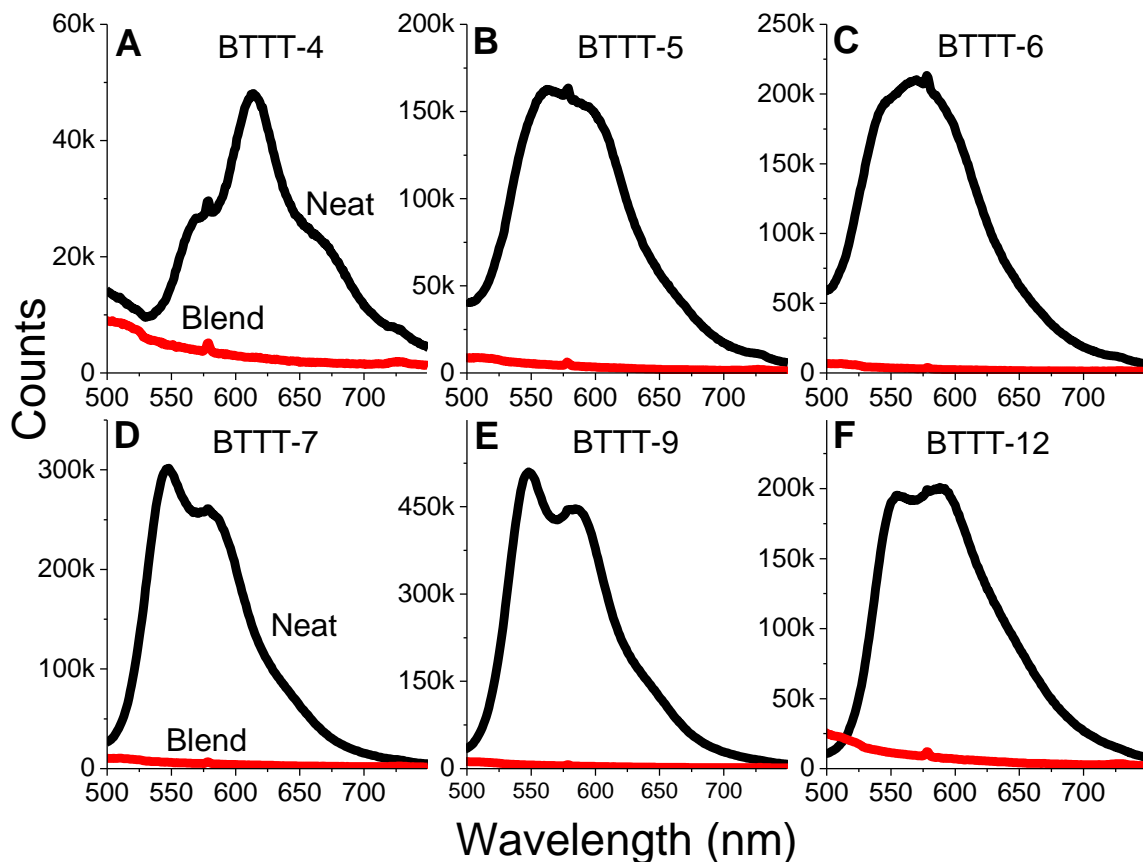 A BTTT-4
60k
40k
20k
0
Neat
Blend
500 550 600 650 700
B BTTT-5
200k
150k
100k
50k
0
500 550 600 650 700
C BTTT-6
250k
200k
150k
100k
50k
0
500 550 600 650 700
D BTTT-7
300k
200k
100k
0
Neat
Blend
500 550 600 650 700
E BTTT-9
450k
300k
150k
0
500 550 600 650 700
F BTTT-12
200k
150k
100k
50k
0
500 550 600 650 700
Counts
Wavelength (nm)